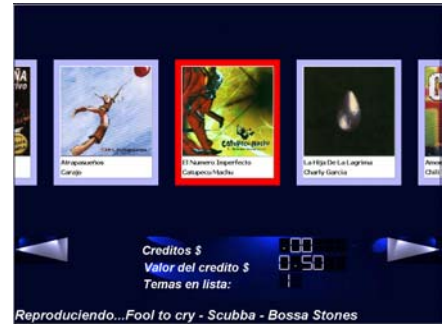 Atrapasueños
Carajo
El Numero Imperfecto
Catupecu Machu
La Hija De La Lagrima
Charly Garcia
Creditos $ .00
Valor del credito $ 0.50
Temas en lista: 1
Reproduciendo...Fool to cry - Scubba - Bossa Stones